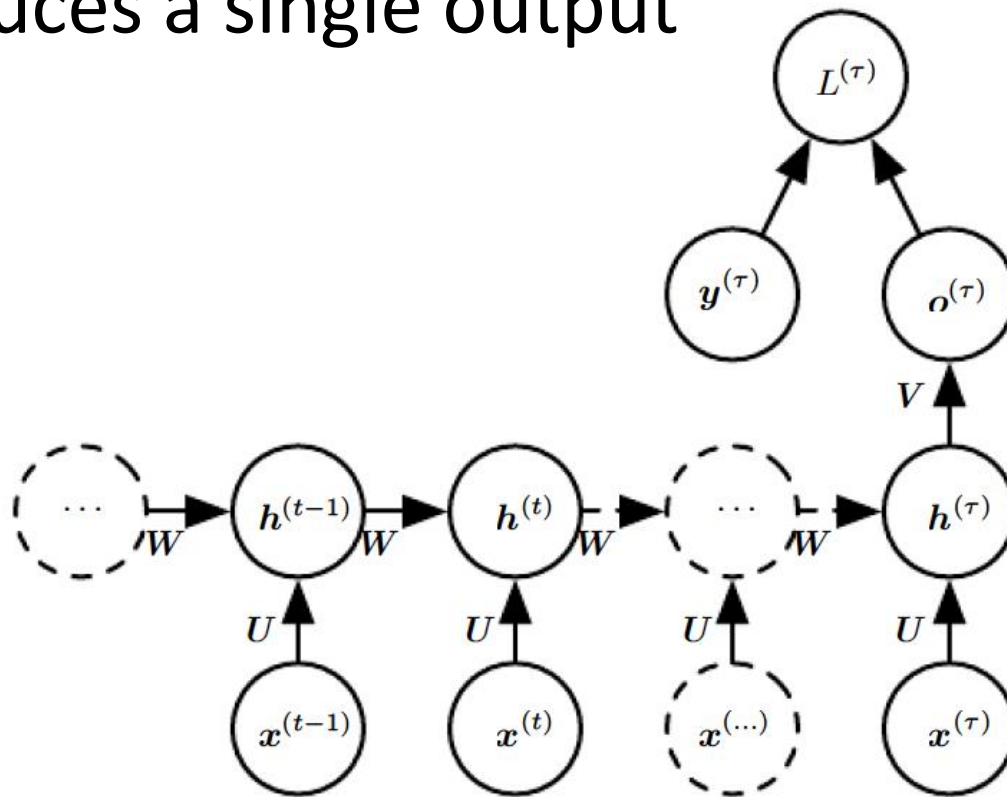 uces a single output
L^(τ)
y^(τ) o^(τ)
V
... h^(t−1) h^(t) ... h^(τ)
W W W W
U U U U
x^(t−1) x^(t) x^(...) x^(τ)